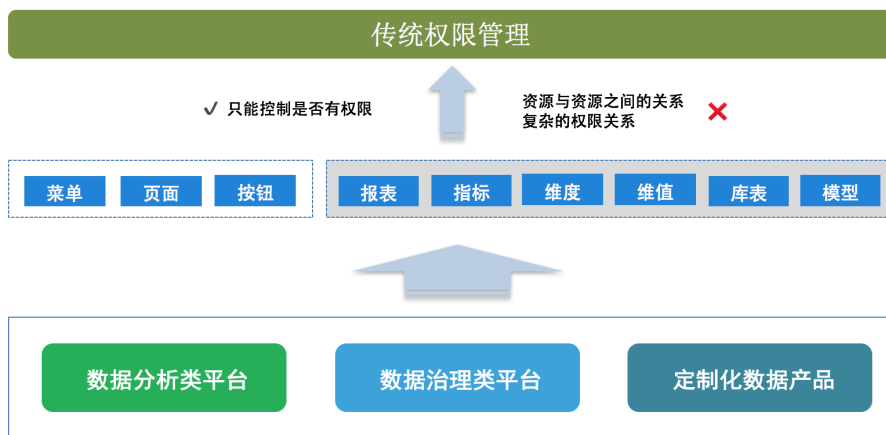 传统权限管理
只能控制是否有权限
资源与资源之间的关系
复杂的权限关系
菜单 页面 按钮 报表 指标 维度 维值 库表 模型
数据分析类平台 数据治理类平台 定制化数据产品